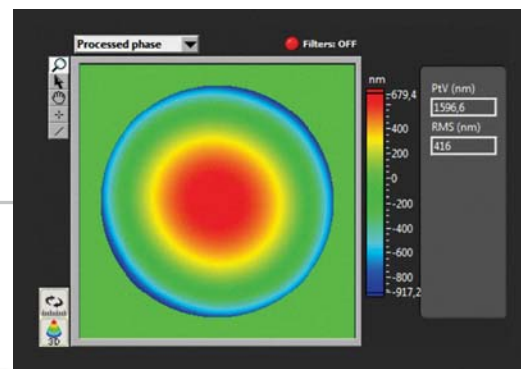 Processed phase
Filters: OFF
nm
679,4
400
200
0
-200
-400
-600
-800
-917,2
PtV (nm)
1596,6
RMS (nm)
416
3D